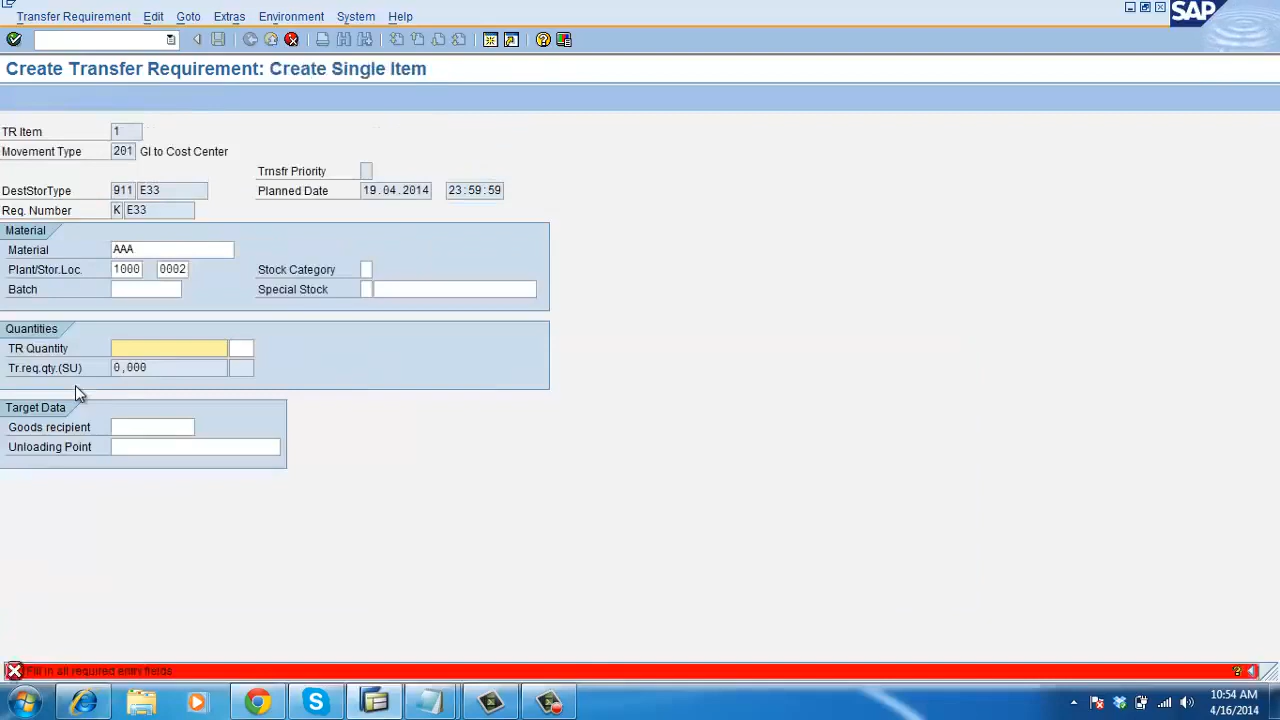 Transfer Requirement Edit Goto Extras Environment System Help
SAP
Create Transfer Requirement: Create Single Item
TR Item 1
Movement Type 201 GI to Cost Center
Trnsfr Priority
DestStorType 911 E33 Planned Date 19.04.2014 23:59:59
Req. Number K E33
Material
Material AAA
Plant/Stor.Loc. 1000 0002 Stock Category
Batch Special Stock
Quantities
TR Quantity
Tr.req.qty.(SU) 0,000
Target Data
Goods recipient
Unloading Point
Fill in all required entry fields
10:54 AM
4/16/2014